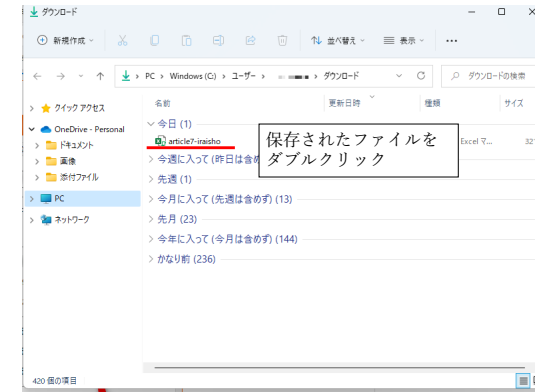 ダウンロード
新規作成
並べ替え
表示
PC > Windows (C:) > ユーザー > > ダウンロード
ダウンロードの検索
名前
更新日時
種類
サイズ
クイック アクセス
OneDrive - Personal
ドキュメント
画像
添付ファイル
PC
ネットワーク
今日 (1)
article7-iraisho
Excel マ...
32
保存されたファイルを
ダブルクリック
今週に入って (昨日は含め
先週 (1)
今月に入って (先週は含めず) (13)
先月 (23)
今年に入って (今月は含めず) (144)
かなり前 (236)
420 個の項目